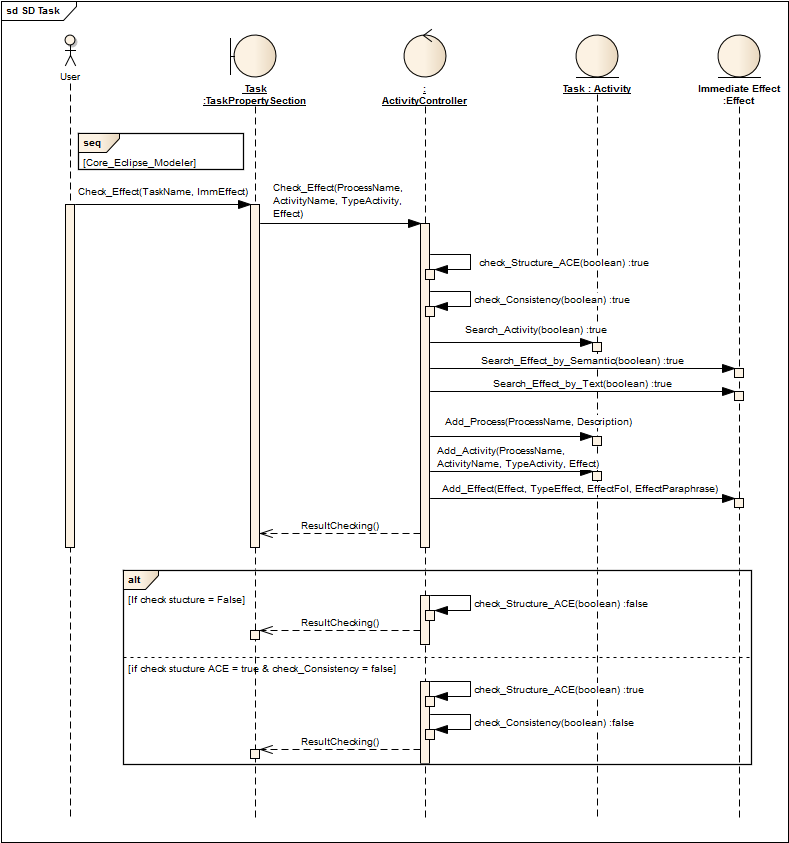 sd SD Task
User
Task
:TaskPropertySection
:
ActivityController
Task : Activity
Immediate Effect
:Effect
seq
[Core_Eclipse_Modeler]
Check_Effect(TaskName, ImmEffect)
Check_Effect(ProcessName,
ActivityName, TypeActivity,
Effect)
check_Structure_ACE(boolean) :true
check_Consistency(boolean) :true
Search_Activity(boolean) :true
Search_Effect_by_Semantic(boolean) :true
Search_Effect_by_Text(boolean) :true
Add_Process(ProcessName, Description)
Add_Activity(ProcessName,
ActivityName, TypeActivity, Effect)
Add_Effect(Effect, TypeEffect, EffectFol, EffectParaphrase)
ResultChecking()
alt
[If check stucture = False]
check_Structure_ACE(boolean) :false
ResultChecking()
[if check stucture ACE = true & check_Consistency = false]
check_Structure_ACE(boolean) :true
check_Consistency(boolean) :false
ResultChecking()